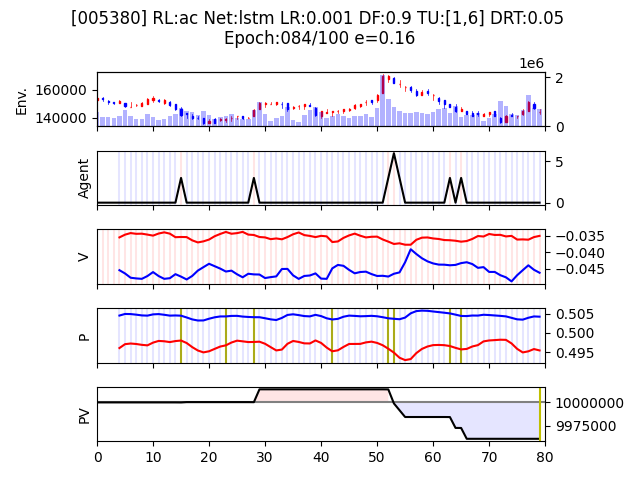 [005380] RL:ac Net:lstm LR:0.001 DF:0.9 TU:[1,6] DRT:0.05
Epoch:084/100 e=0.16
1e6
Env.
160000
140000
2
0
Agent
5
0
V
−0.035
−0.040
−0.045
P
0.505
0.500
0.495
PV
10000000
9975000
0 10 20 30 40 50 60 70 80